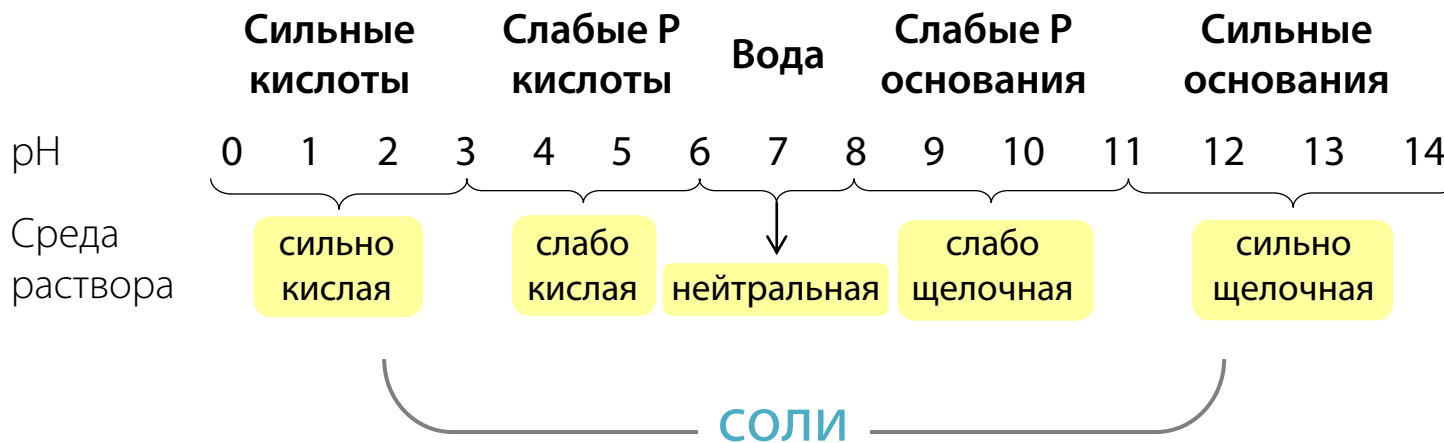 Сильные кислоты
Слабые Р кислоты
Вода
Слабые Р основания
Сильные основания
pH 0 1 2 3 4 5 6 7 8 9 10 11 12 13 14
Среда раствора
сильно кислая
слабо кислая
нейтральная
слабо щелочная
сильно щелочная
соли